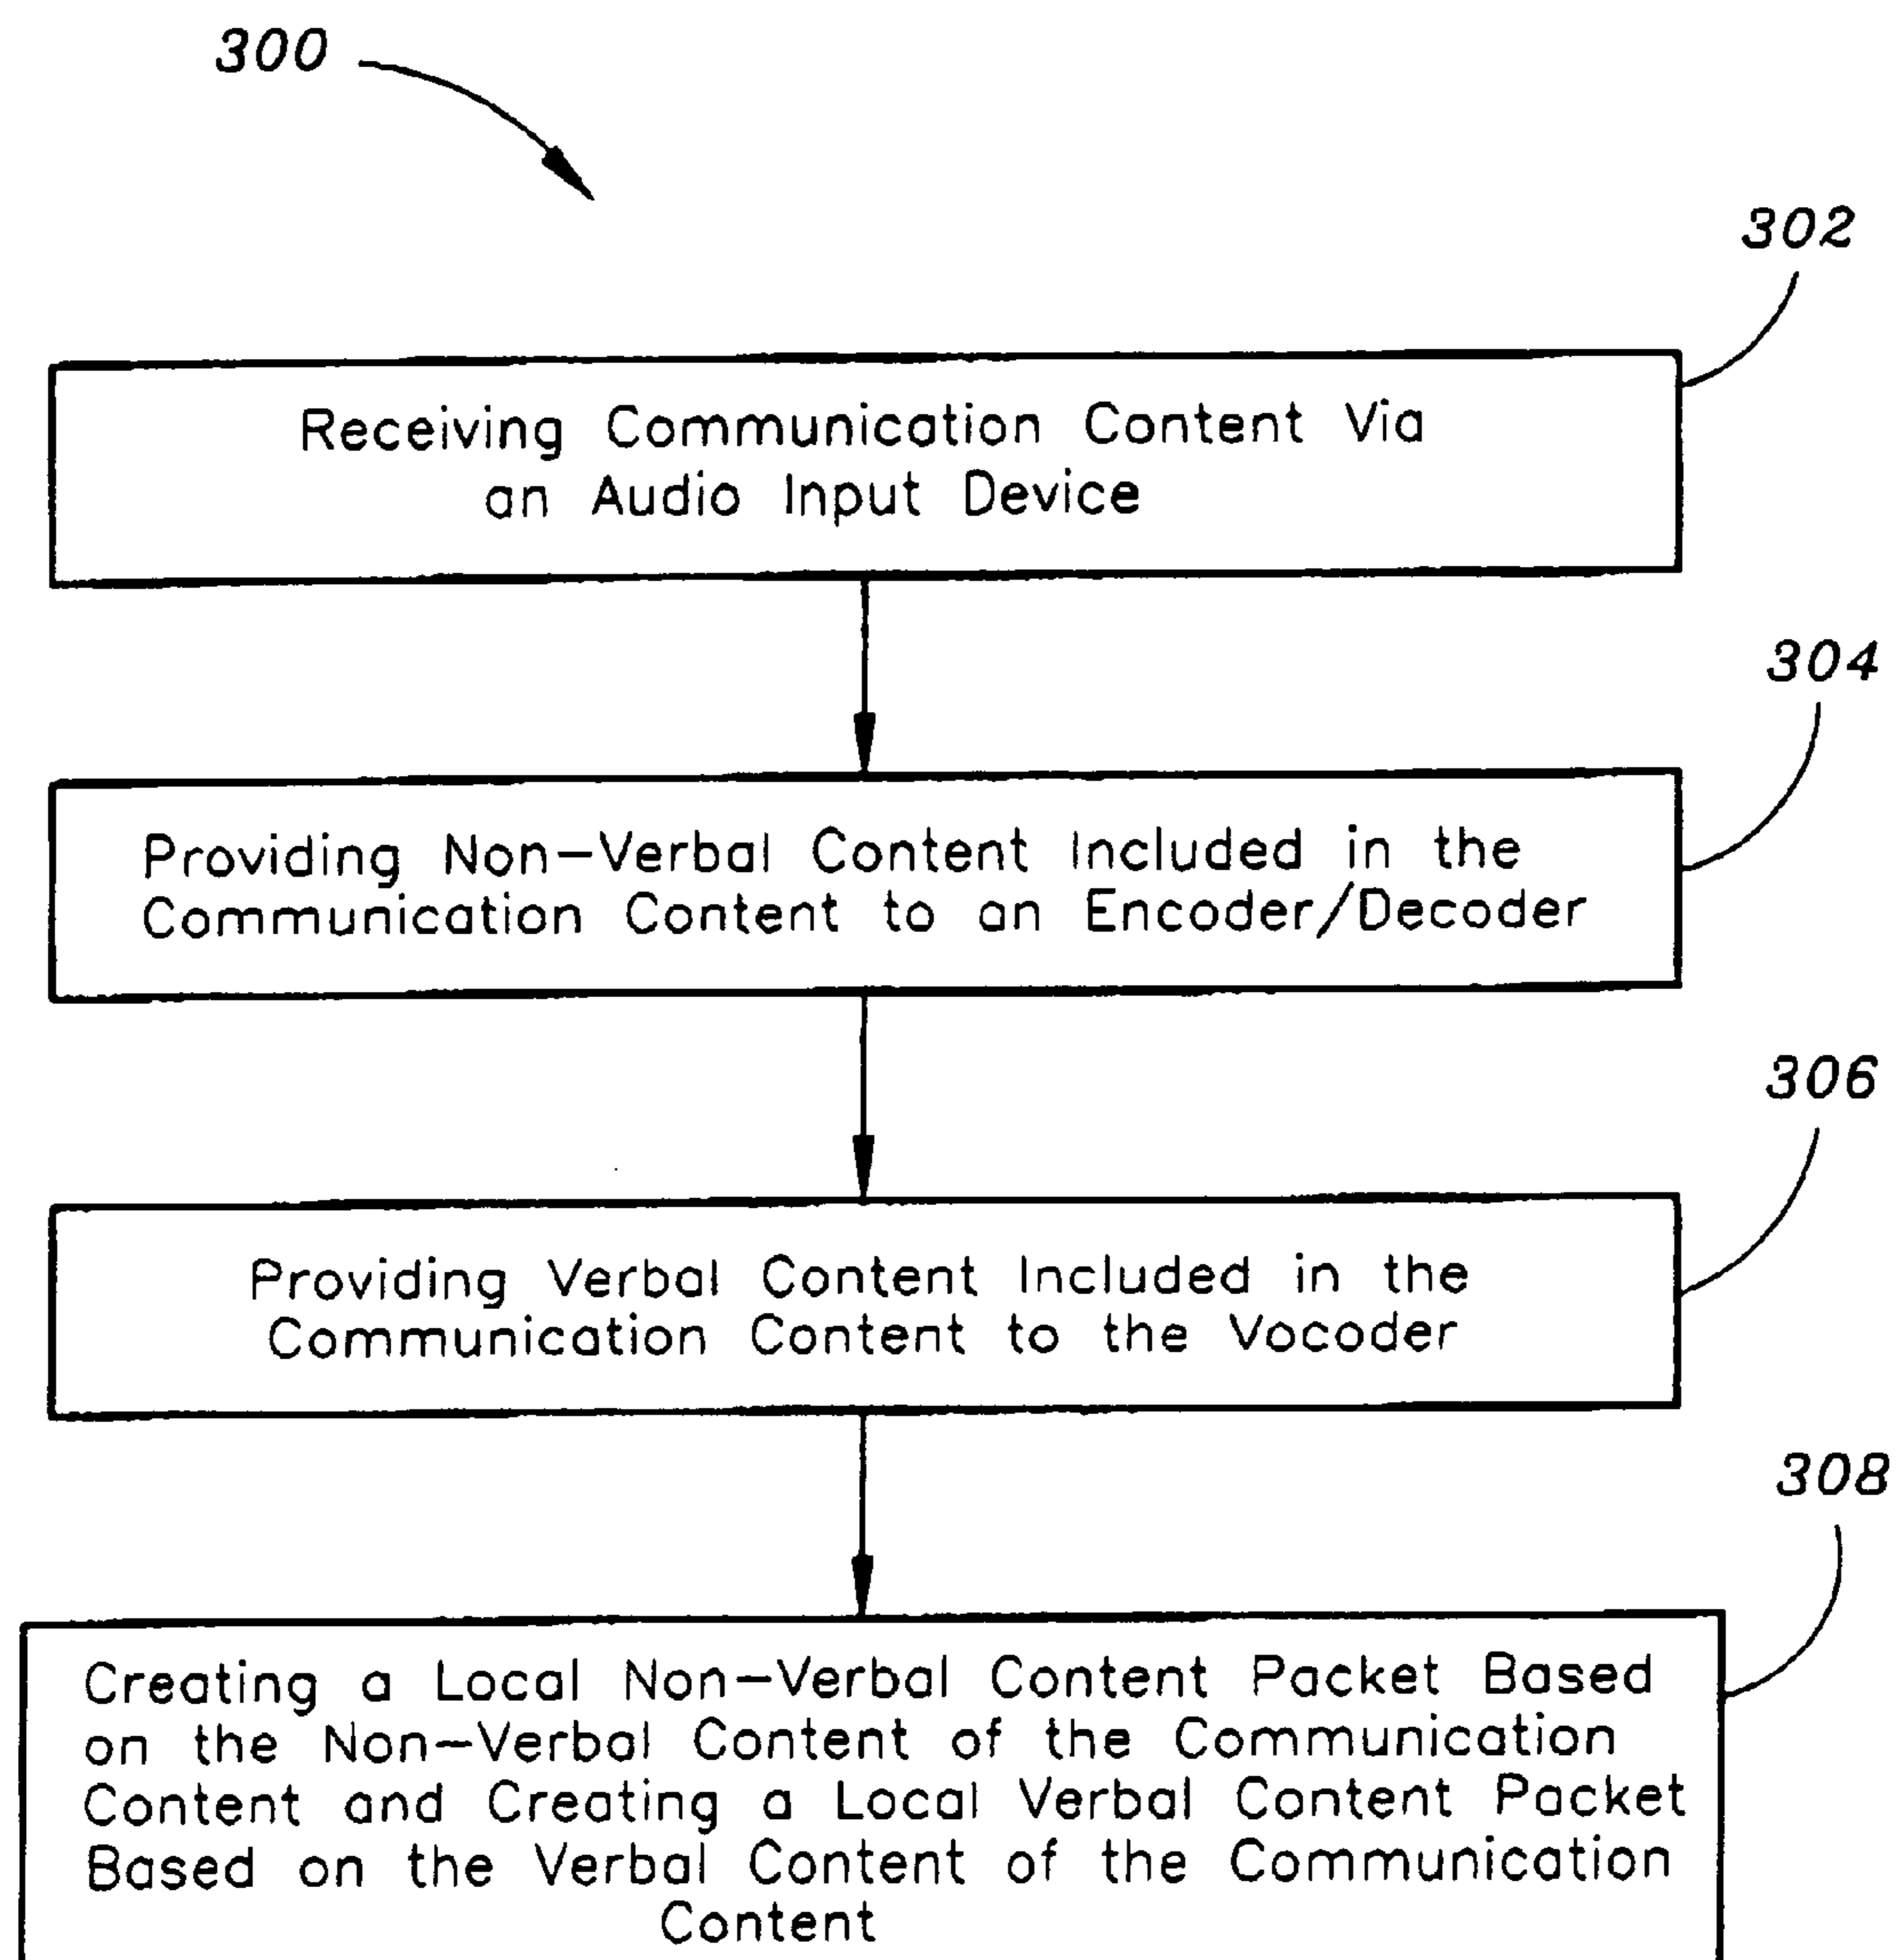 300
302
Receiving Communication Content Via
an Audio Input Device
304
Providing Non-Verbal Content Included in the
Communication Content to an Encoder/Decoder
306
Providing Verbal Content Included in the
Communication Content to the Vocoder
308
Creating a Local Non-Verbal Content Packet Based
on the Non-Verbal Content of the Communication
Content and Creating a Local Verbal Content Packet
Based on the Verbal Content of the Communication
Content